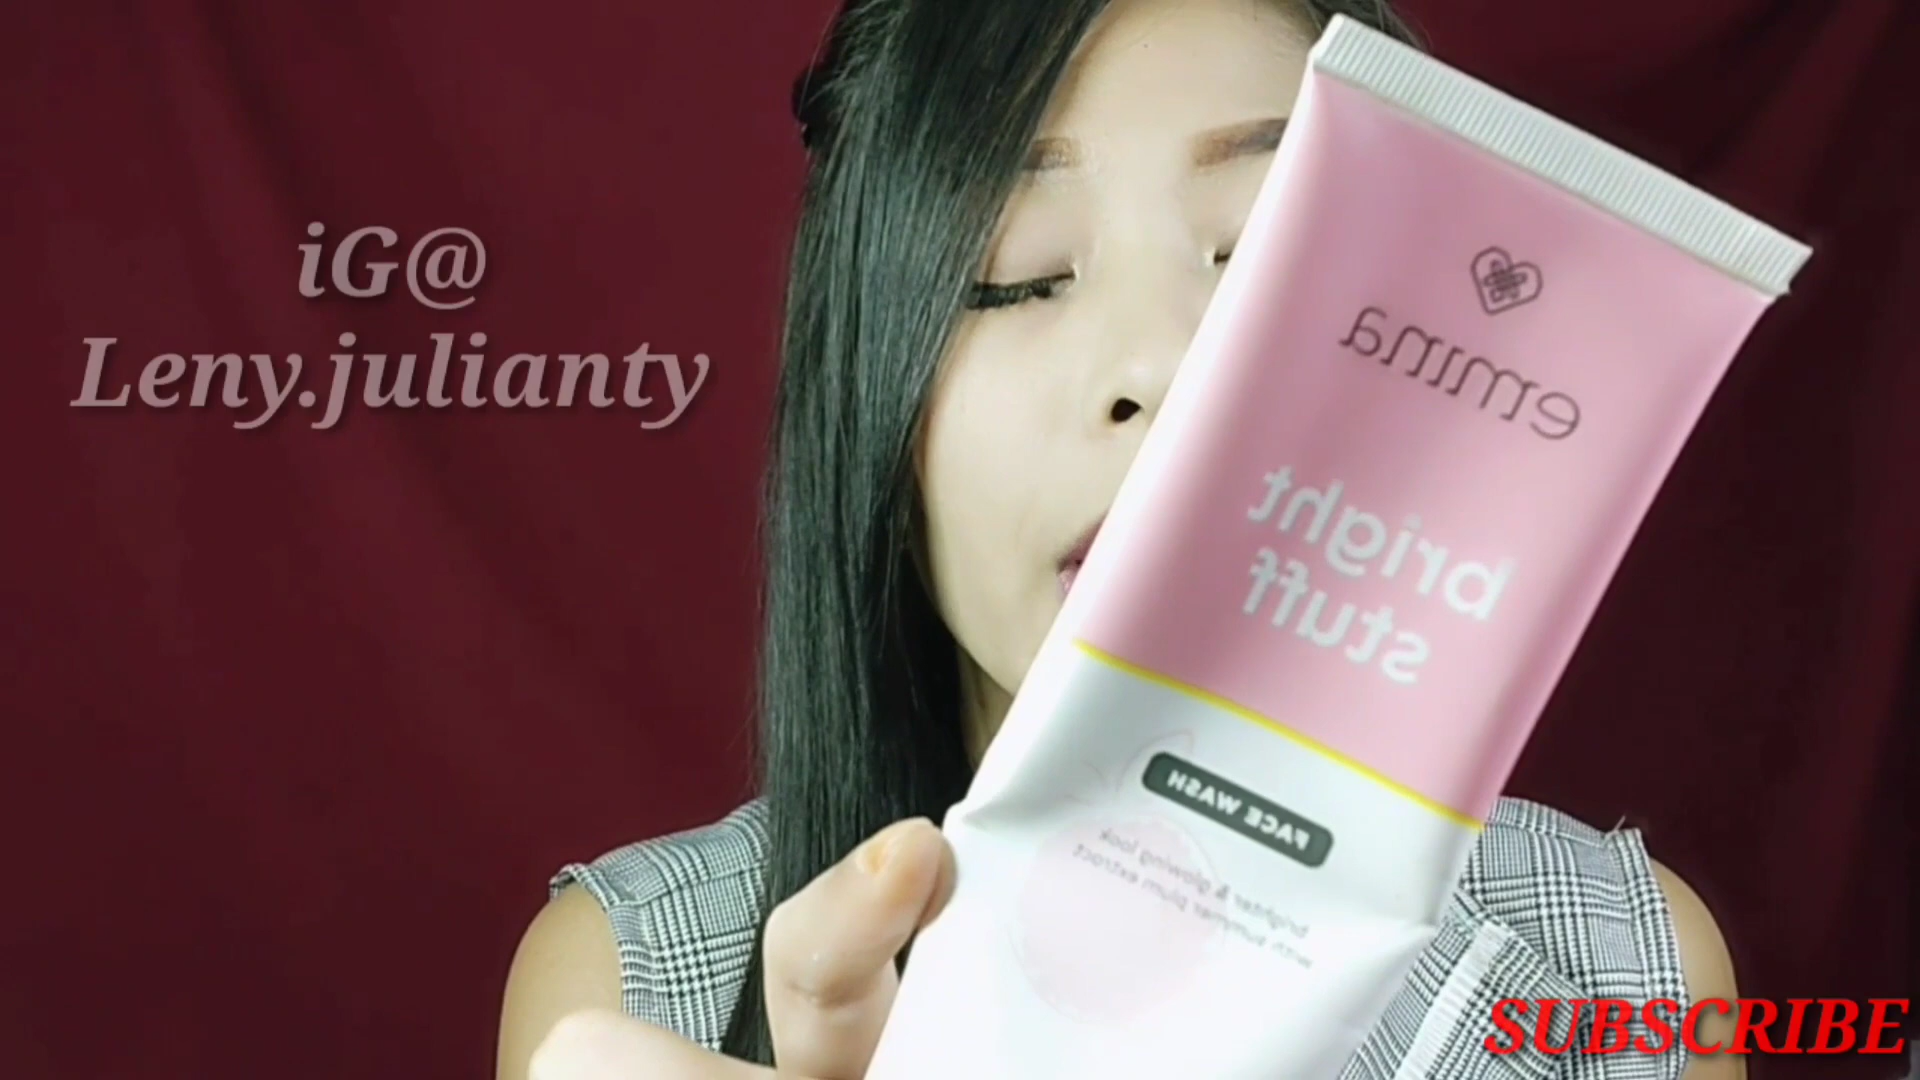 iG@
Leny.julianty
emina
bright
stuff
FACE WASH
brighter & glowing look
with summer plum extract
SUBSCRIBE